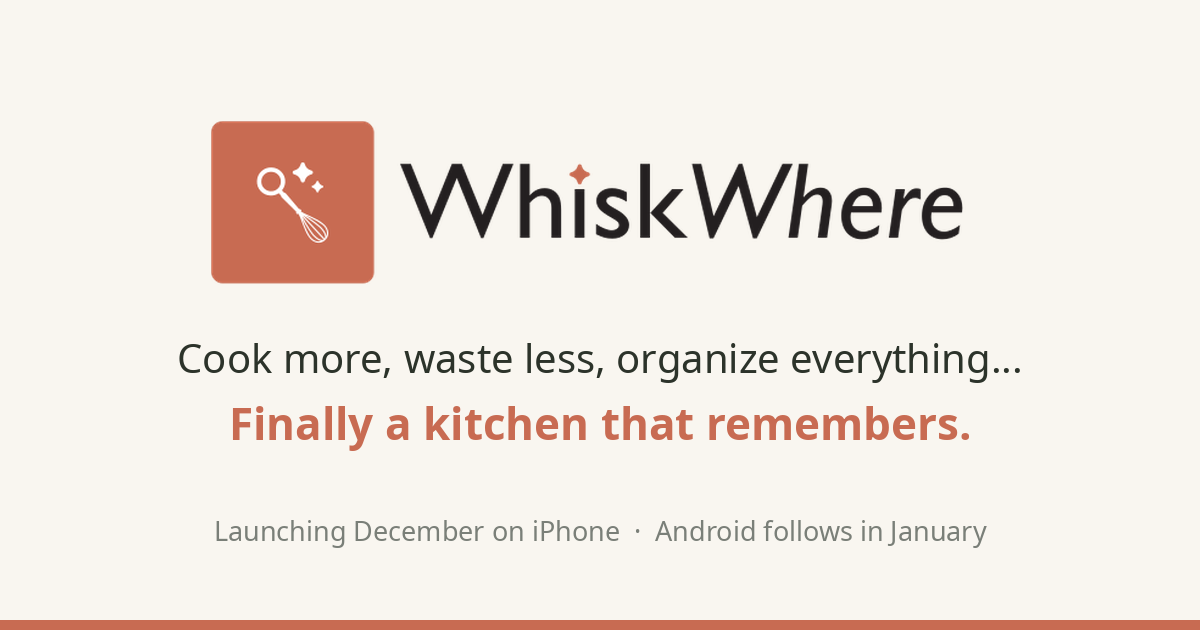 WhiskWhere
Cook more, waste less, organize everything...
Finally a kitchen that remembers.
Launching December on iPhone · Android follows in January